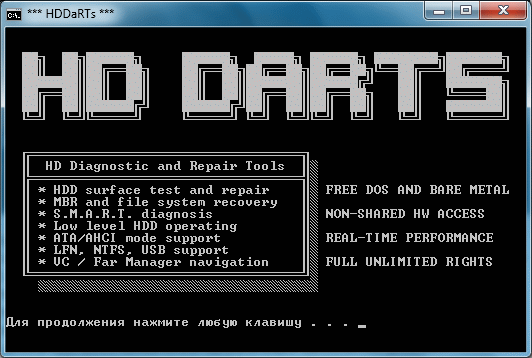 *** HDDaRTs ***
HD DARTS
HD Diagnostic and Repair Tools
* HDD surface test and repair
* MBR and file system recovery
* S.M.A.R.T. diagnosis
* Low level HDD operating
* ATA/AHCI mode support
* LFN, NTFS, USB support
* VC / Far Manager navigation
FREE DOS AND BARE METAL
NON-SHARED HW ACCESS
REAL-TIME PERFORMANCE
FULL UNLIMITED RIGHTS
Для продолжения нажмите любую клавишу . . . _